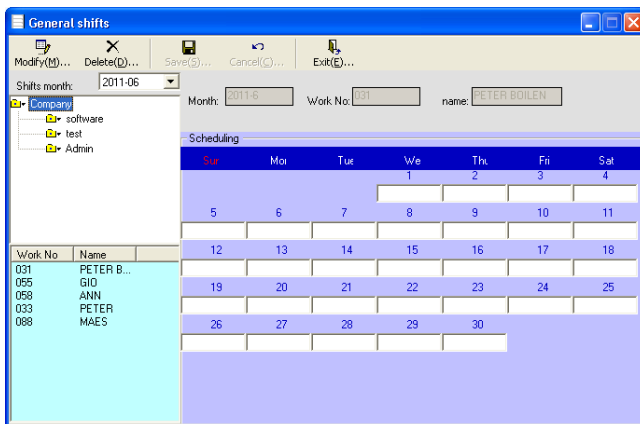 General shifts
Modify(M)... Delete(D)... Save(S)... Cancel(C)... Exit(E)...
Shifts month: 2011-06
Company
software
test
Admin
Month: 2011-6 Work No: 031 name: PETER BOILEN
Scheduling
Sur Moi Tue We Thu Fri Sat
1 2 3 4
5 6 7 8 9 10 11
12 13 14 15 16 17 18
19 20 21 22 23 24 25
26 27 28 29 30
Work No Name
031 PETER B...
055 GIO
058 ANN
033 PETER
088 MAES